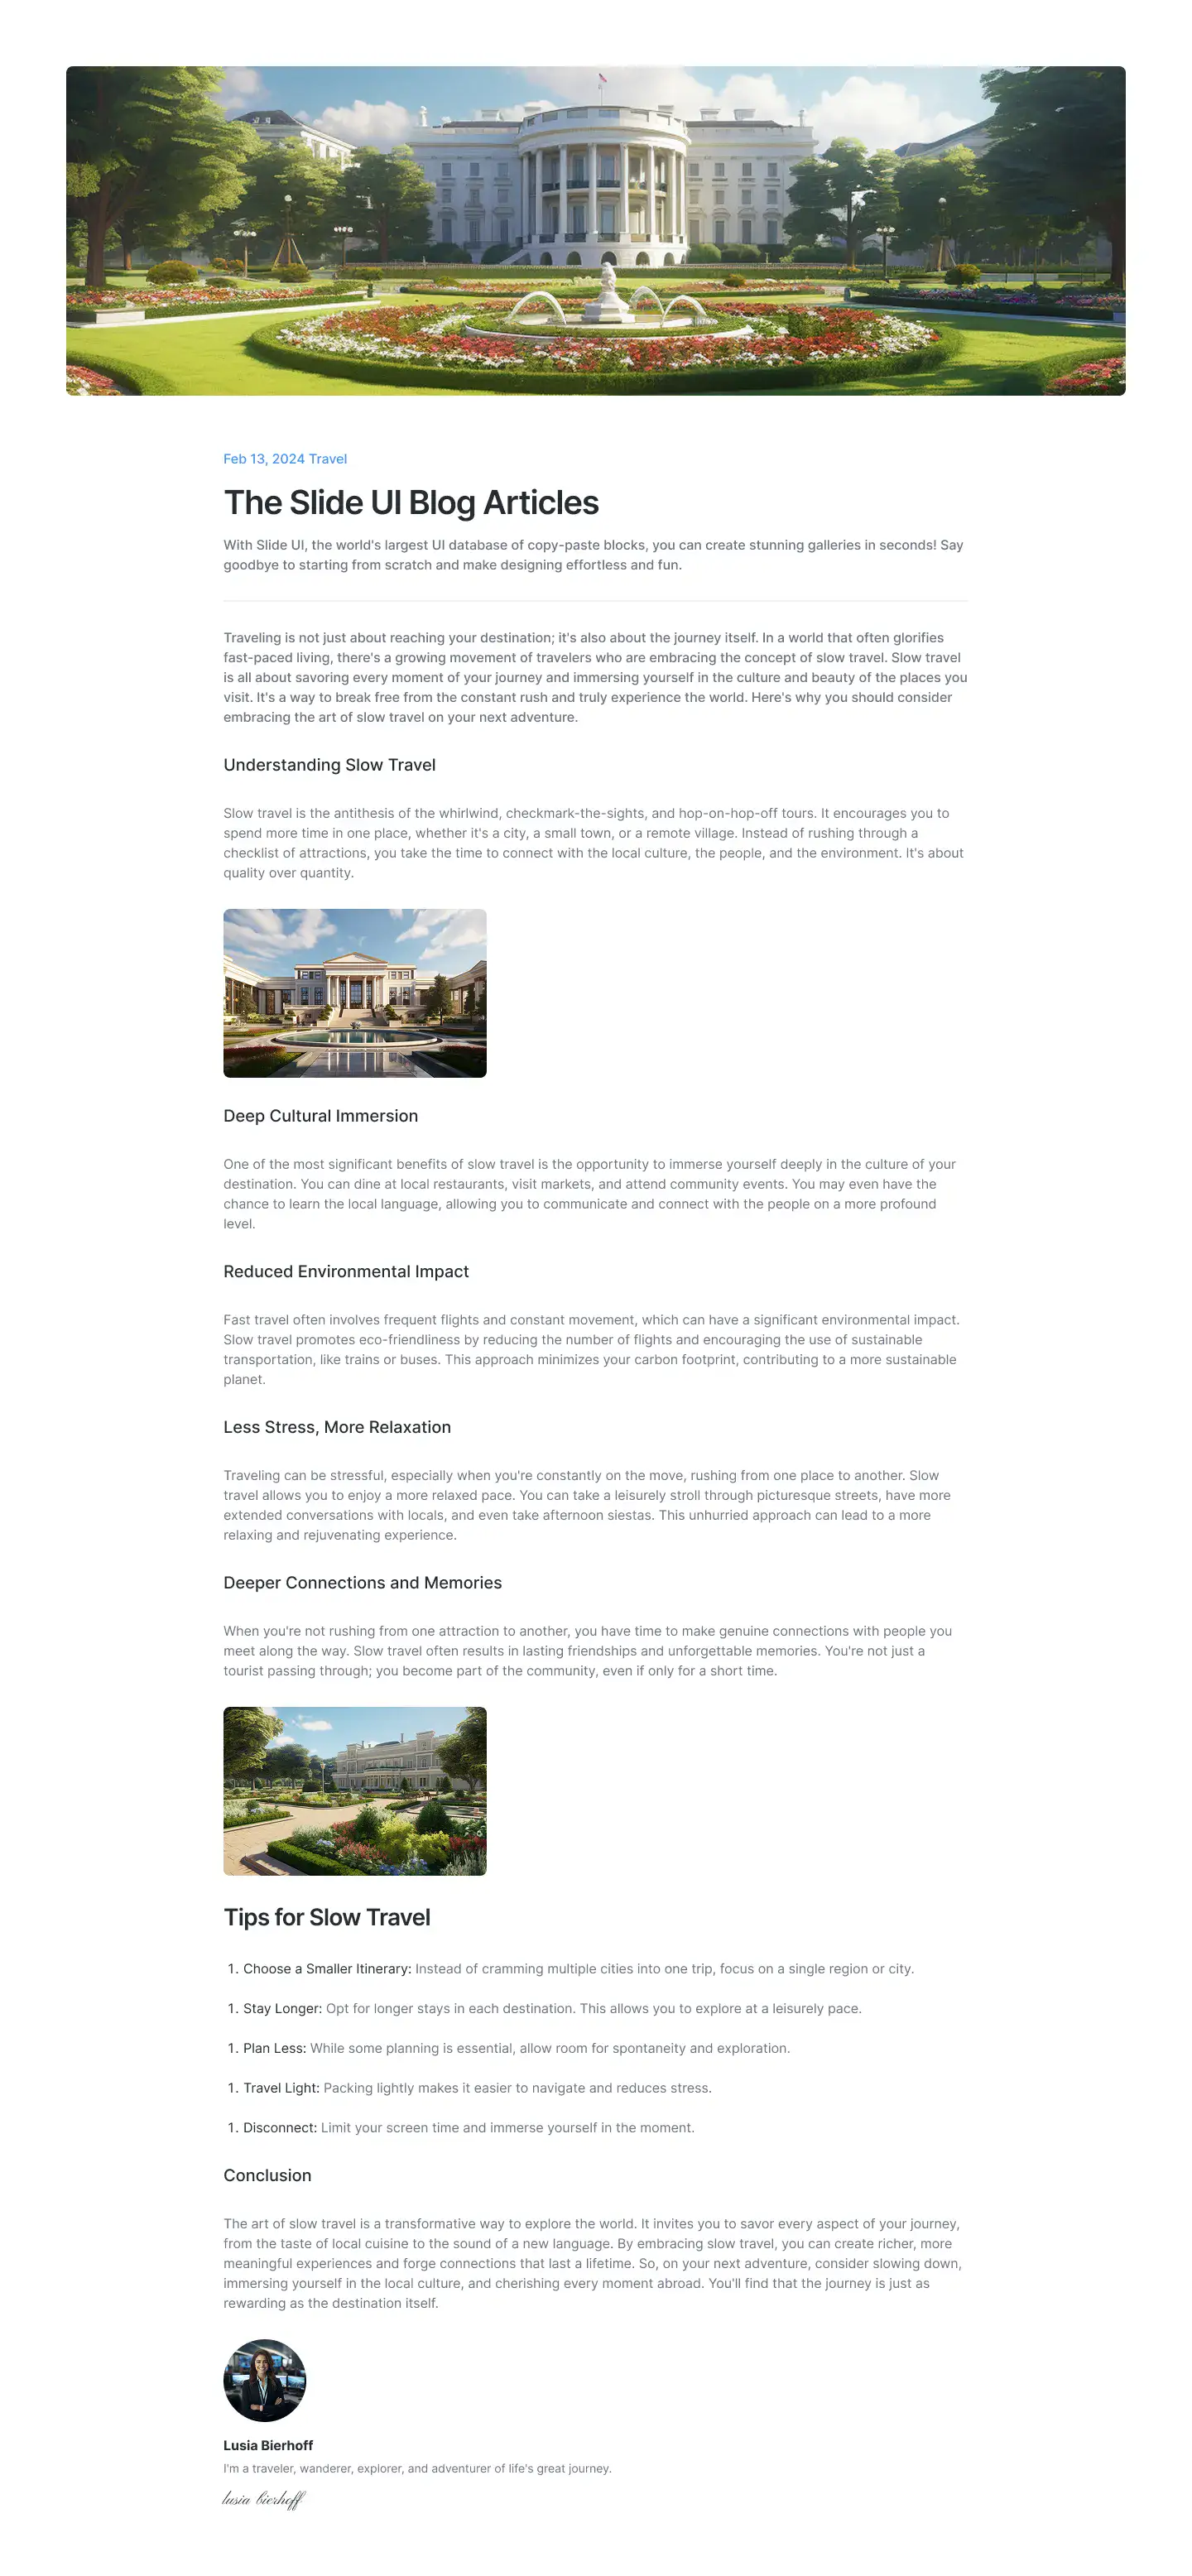 Feb 13, 2024 Travel
The Slide UI Blog Articles
With Slide UI, the world's largest UI database of copy-paste blocks, you can create stunning galleries in seconds! Say
goodbye to starting from scratch and make designing effortless and fun.
Traveling is not just about reaching your destination; it's also about the journey itself. In a world that often glorifies
fast-paced living, there's a growing movement of travelers who are embracing the concept of slow travel. Slow travel
is all about savoring every moment of your journey and immersing yourself in the culture and beauty of the places you
visit. It's a way to break free from the constant rush and truly experience the world. Here's why you should consider
embracing the art of slow travel on your next adventure.
Understanding Slow Travel
Slow travel is the antithesis of the whirlwind, checkmark-the-sights, and hop-on-hop-off tours. It encourages you to
spend more time in one place, whether it's a city, a small town, or a remote village. Instead of rushing through a
checklist of attractions, you take the time to connect with the local culture, the people, and the environment. It's about
quality over quantity.
Deep Cultural Immersion
One of the most significant benefits of slow travel is the opportunity to immerse yourself deeply in the culture of your
destination. You can dine at local restaurants, visit markets, and attend community events. You may even have the
chance to learn the local language, allowing you to communicate and connect with the people on a more profound
level.
Reduced Environmental Impact
Fast travel often involves frequent flights and constant movement, which can have a significant environmental impact.
Slow travel promotes eco-friendliness by reducing the number of flights and encouraging the use of sustainable
transportation, like trains or buses. This approach minimizes your carbon footprint, contributing to a more sustainable
planet.
Less Stress, More Relaxation
Traveling can be stressful, especially when you're constantly on the move, rushing from one place to another. Slow
travel allows you to enjoy a more relaxed pace. You can take a leisurely stroll through picturesque streets, have more
extended conversations with locals, and even take afternoon siestas. This unhurried approach can lead to a more
relaxing and rejuvenating experience.
Deeper Connections and Memories
When you're not rushing from one attraction to another, you have time to make genuine connections with people you
meet along the way. Slow travel often results in lasting friendships and unforgettable memories. You're not just a
tourist passing through; you become part of the community, even if only for a short time.
Tips for Slow Travel
1. Choose a Smaller Itinerary: Instead of cramming multiple cities into one trip, focus on a single region or city.
1. Stay Longer: Opt for longer stays in each destination. This allows you to explore at a leisurely pace.
1. Plan Less: While some planning is essential, allow room for spontaneity and exploration.
1. Travel Light: Packing lightly makes it easier to navigate and reduces stress.
1. Disconnect: Limit your screen time and immerse yourself in the moment.
Conclusion
The art of slow travel is a transformative way to explore the world. It invites you to savor every aspect of your journey,
from the taste of local cuisine to the sound of a new language. By embracing slow travel, you can create richer, more
meaningful experiences and forge connections that last a lifetime. So, on your next adventure, consider slowing down,
immersing yourself in the local culture, and cherishing every moment abroad. You'll find that the journey is just as
rewarding as the destination itself.
Lusia Bierhoff
I'm a traveler, wanderer, explorer, and adventurer of life's great journey.
lusia bierhoff